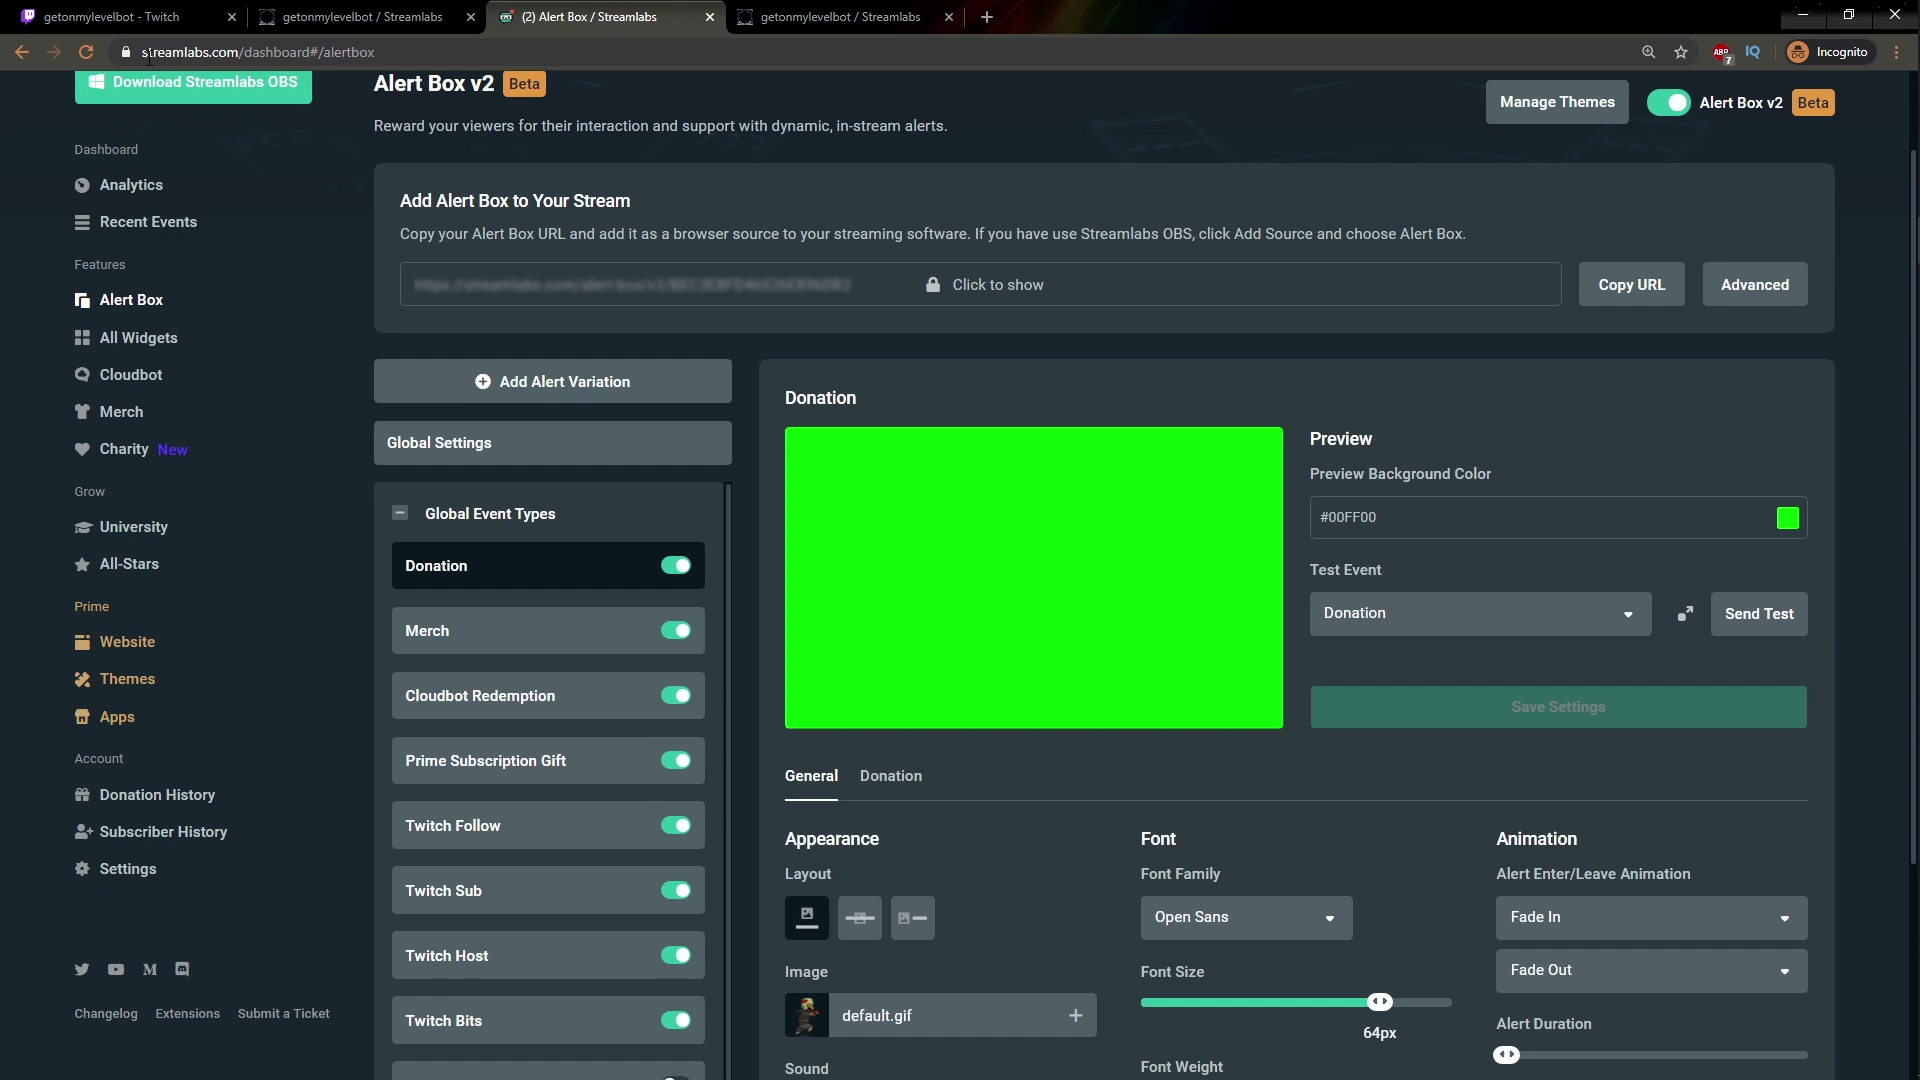 getonmylevelbot - Twitch
getonmylevelbot / Streamlabs
(2) Alert Box / Streamlabs
getonmylevelbot / Streamlabs
streamlabs.com/dashboard#/alertbox
ABP
7
IQ
Incognito
Download Streamlabs OBS
Alert Box v2 Beta
Reward your viewers for their interaction and support with dynamic, in-stream alerts.
Manage Themes
Alert Box v2 Beta
Dashboard
Analytics
Recent Events
Features
Alert Box
All Widgets
Cloudbot
Merch
Charity New
Grow
University
All-Stars
Prime
Website
Themes
Apps
Account
Donation History
Subscriber History
Settings
Changelog Extensions Submit a Ticket
Add Alert Box to Your Stream
Copy your Alert Box URL and add it as a browser source to your streaming software. If you have use Streamlabs OBS, click Add Source and choose Alert Box.
Click to show
Copy URL
Advanced
Add Alert Variation
Global Settings
Global Event Types
Donation
Merch
Cloudbot Redemption
Prime Subscription Gift
Twitch Follow
Twitch Sub
Twitch Host
Twitch Bits
Donation
Preview
Preview Background Color
#00FF00
Test Event
Donation
Send Test
Save Settings
General Donation
Appearance
Layout
Image
default.gif
Sound
Font
Font Family
Open Sans
Font Size
64px
Font Weight
Animation
Alert Enter/Leave Animation
Fade In
Fade Out
Alert Duration